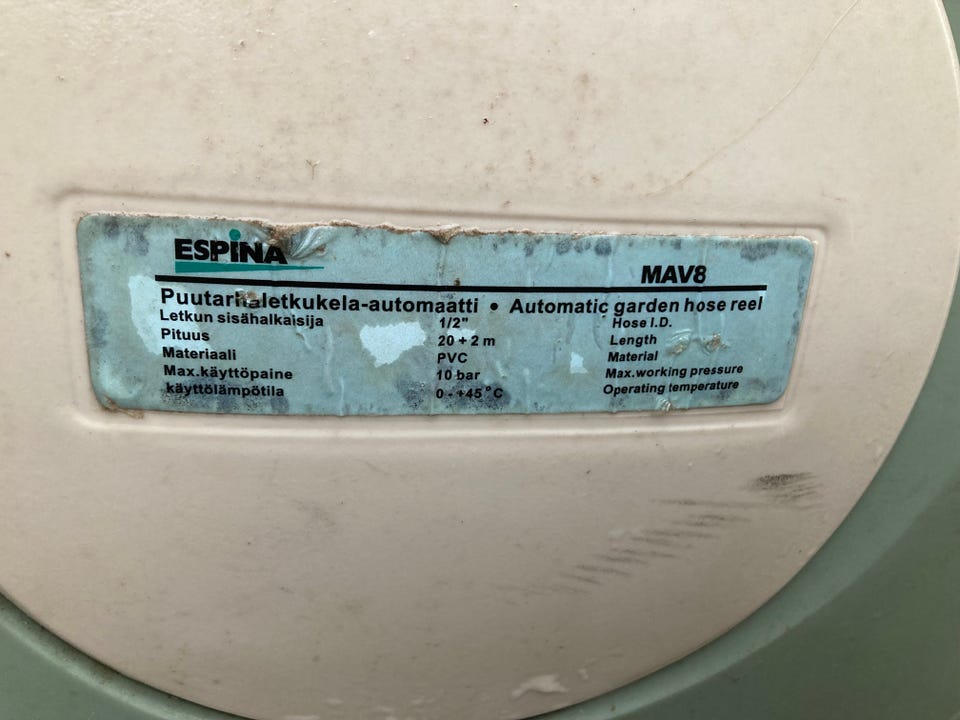 ESPINA
MAV8
Puutarhaletkukela-automaatti • Automatic garden hose reel
Letkun sisähalkaisija 1/2" Hose I.D.
Pituus 20 + 2 m Length
Materiaali PVC Material
Max.käyttöpaine 10 bar Max.working pressure
käyttölämpötila 0 - +45°C Operating temperature